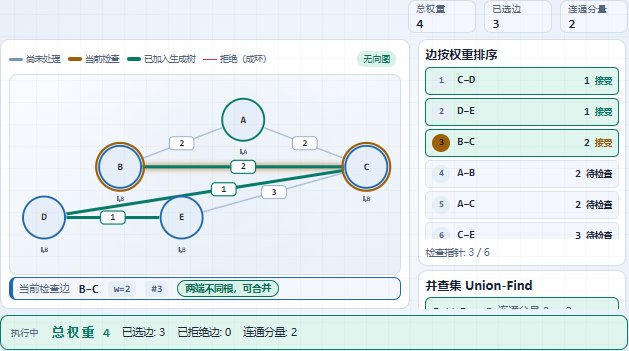 总权重
4
已选边
3
连通分量
2
尚未处理
当前检查
已加入生成树
拒绝（成环）
无向图
A
2
2
B
2
C
1
3
D
1
E
当前检查边 B–C w=2 #3 两端不同根，可合并
边按权重排序
1 C–D 1 接受
2 D–E 1 接受
3 B–C 2 接受
4 A–B 2 待检查
5 A–C 2 待检查
6 C–E 3 待检查
检查指针: 3 / 6
并查集 Union-Find
执行中 总权重 4 已选边: 3 已拒绝边: 0 连通分量: 2